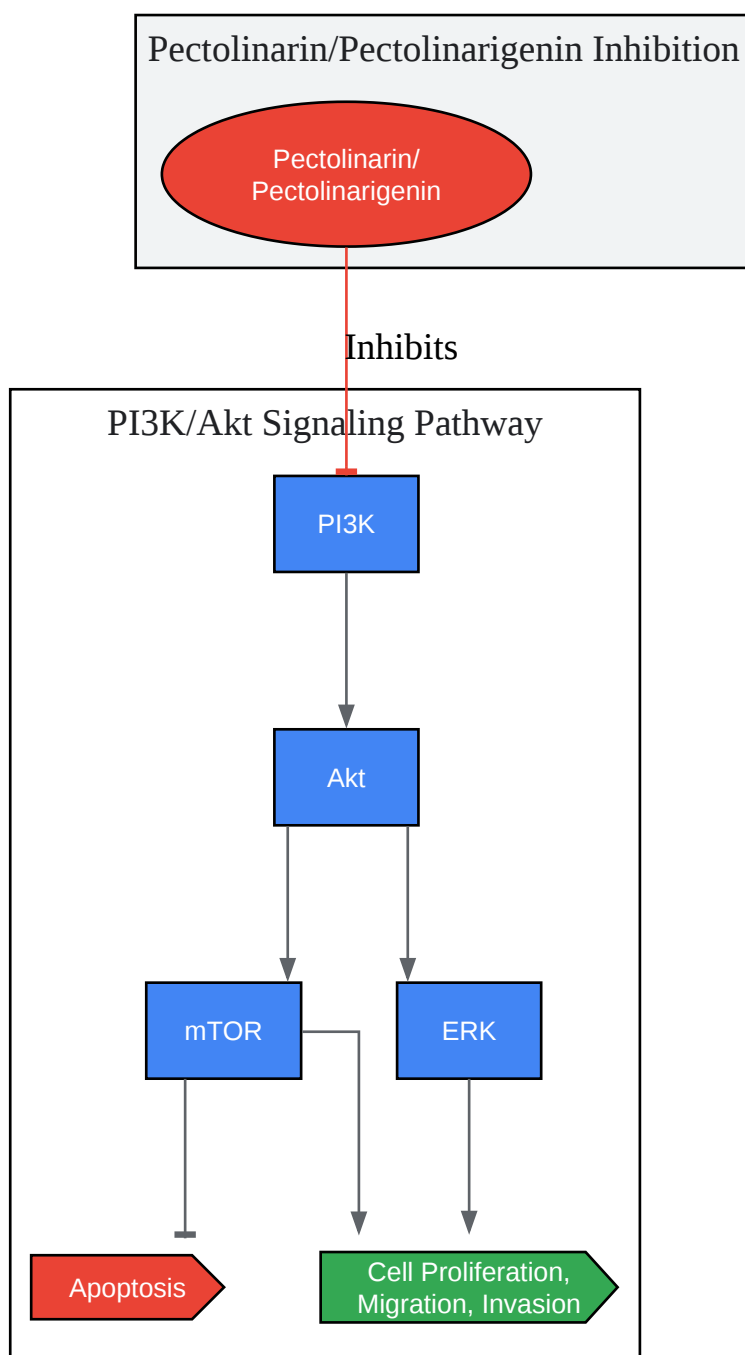 Pectolinarin/Pectolinarigenin Inhibition
Pectolinarin/
Pectolinarigenin
Inhibits
PI3K/Akt Signaling Pathway
PI3K
Akt
mTOR
ERK
Apoptosis
Cell Proliferation,
Migration, Invasion